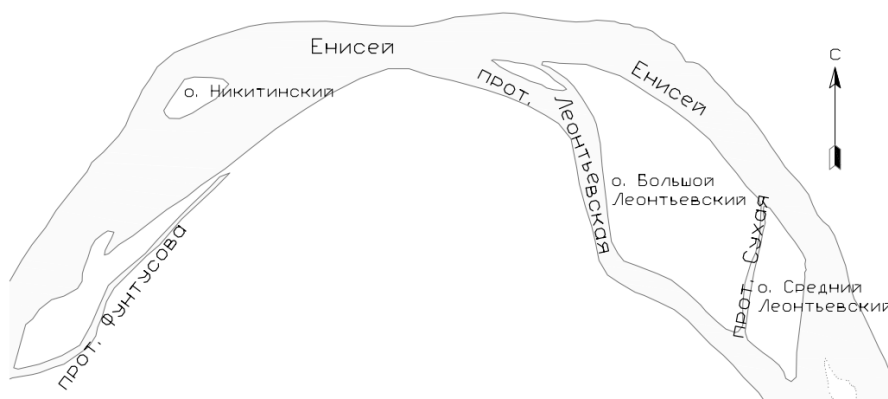 Енисей
о. Никитинский
прот. Леонтьевская
Енисей
С
о. Большой
Леонтьевский
прот. Сухая
о. Средний
Леонтьевский
прот. Фунтусова